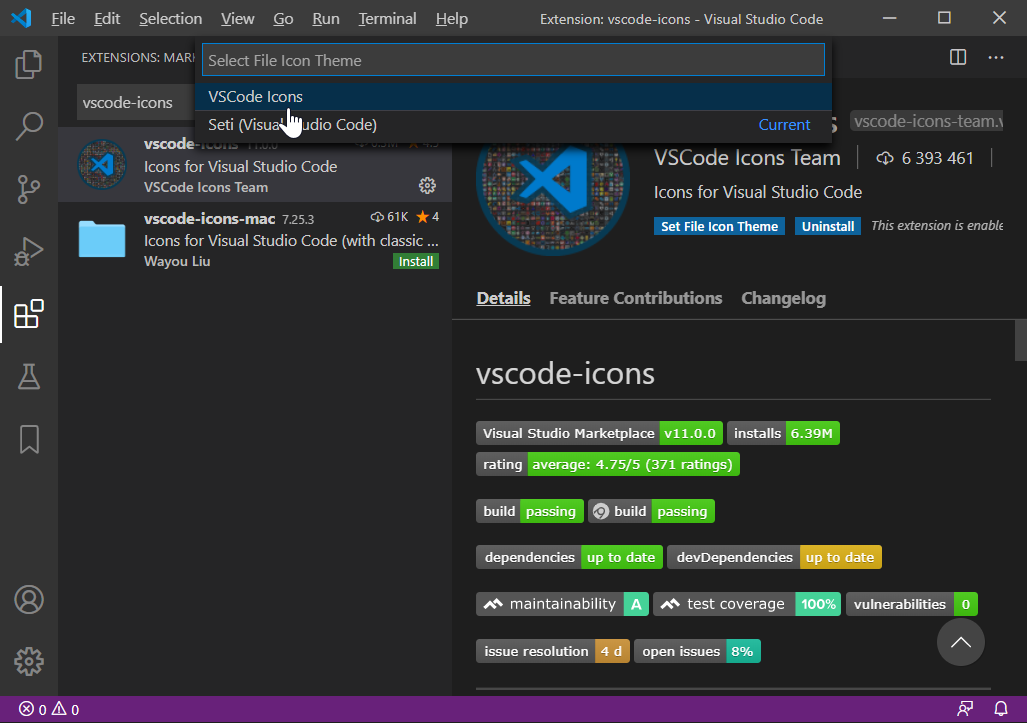 File Edit Selection View Go Run Terminal Help Extension: vscode-icons - Visual Studio Code
EXTENSIONS: MAR
Select File Icon Theme
VSCode Icons
Seti (Visual Studio Code) Current
vscode-icons
vscode-icons 11.0.0
Icons for Visual Studio Code
VSCode Icons Team
vscode-icons-mac 7.25.3 61K 4
Icons for Visual Studio Code (with classic ...
Wayou Liu Install
vscode-icons-team.v
VSCode Icons Team 6 393 461
Icons for Visual Studio Code
Set File Icon Theme Uninstall This extension is enable
Details Feature Contributions Changelog
vscode-icons
Visual Studio Marketplace v11.0.0 installs 6.39M
rating average: 4.75/5 (371 ratings)
build passing build passing
dependencies up to date devDependencies up to date
maintainability A test coverage 100% vulnerabilities 0
issue resolution 4 d open issues 8%
0 0